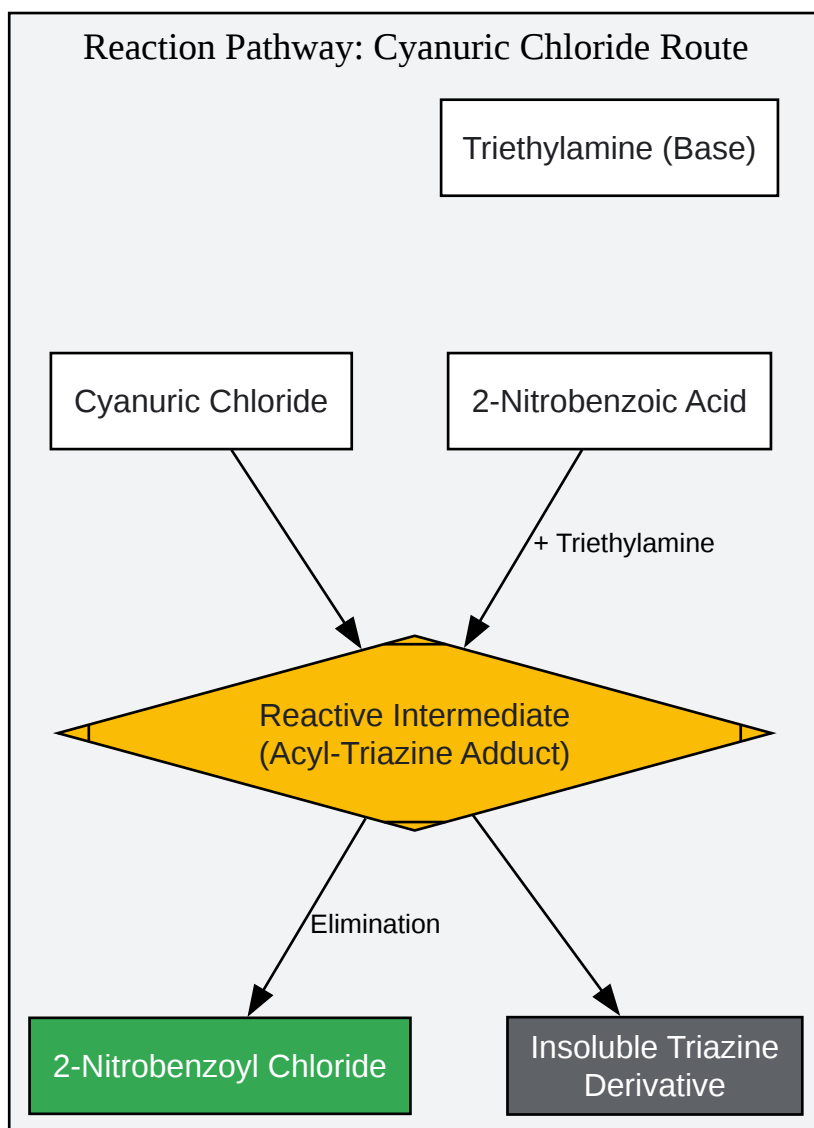 Reaction Pathway: Cyanuric Chloride Route
Triethylamine (Base)
Cyanuric Chloride
2-Nitrobenzoic Acid
+ Triethylamine
Reactive Intermediate
(Acyl-Triazine Adduct)
Elimination
2-Nitrobenzoyl Chloride
Insoluble Triazine
Derivative